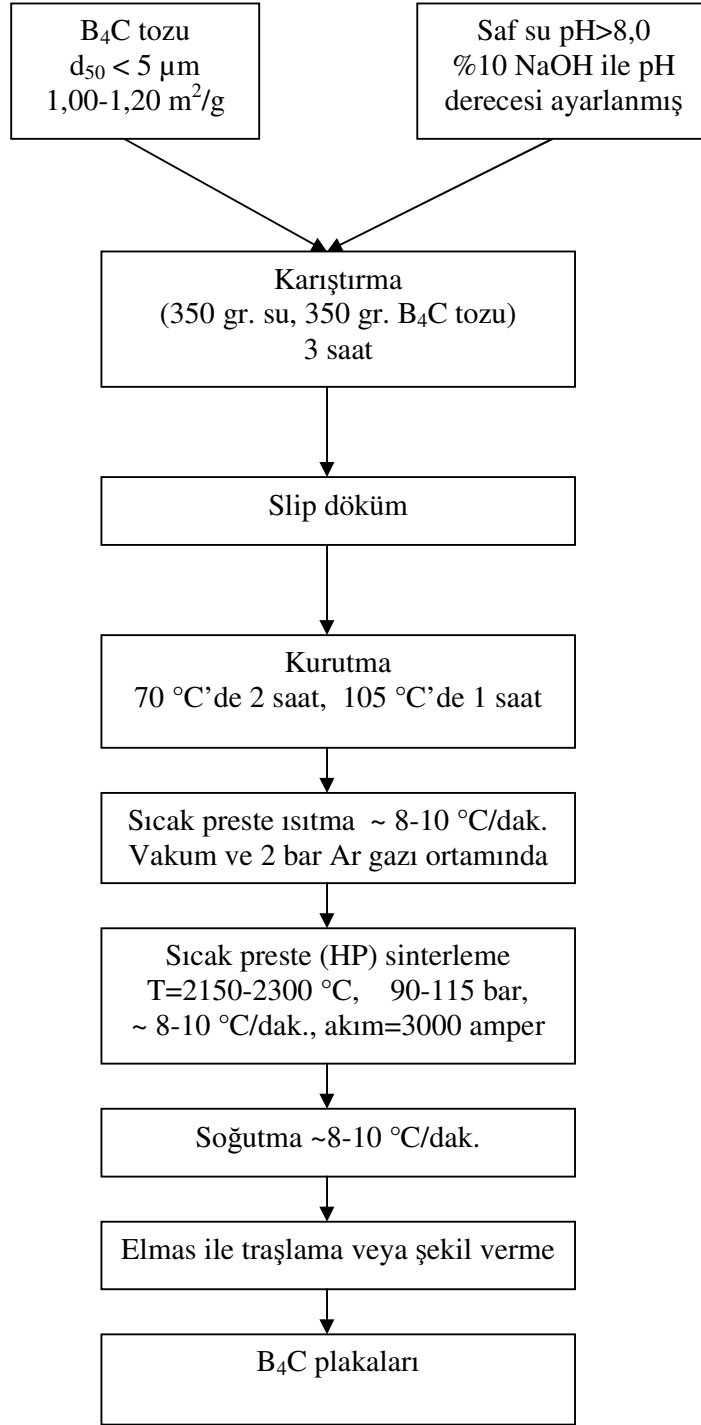 B₄C tozu
d₅₀ < 5 µm
1,00-1,20 m²/g
Saf su pH>8,0
%10 NaOH ile pH
derecesi ayarlanmış
Karıştırma
(350 gr. su, 350 gr. B₄C tozu)
3 saat
Slip döküm
Kurutma
70 °C’de 2 saat, 105 °C’de 1 saat
Sıcak preste ısıtma ~ 8-10 °C/dak.
Vakum ve 2 bar Ar gazı ortamında
Sıcak preste (HP) sinterleme
T=2150-2300 °C, 90-115 bar,
~ 8-10 °C/dak., akım=3000 amper
Soğutma ~8-10 °C/dak.
Elmas ile traşlama veya şekil verme
B₄C plakaları